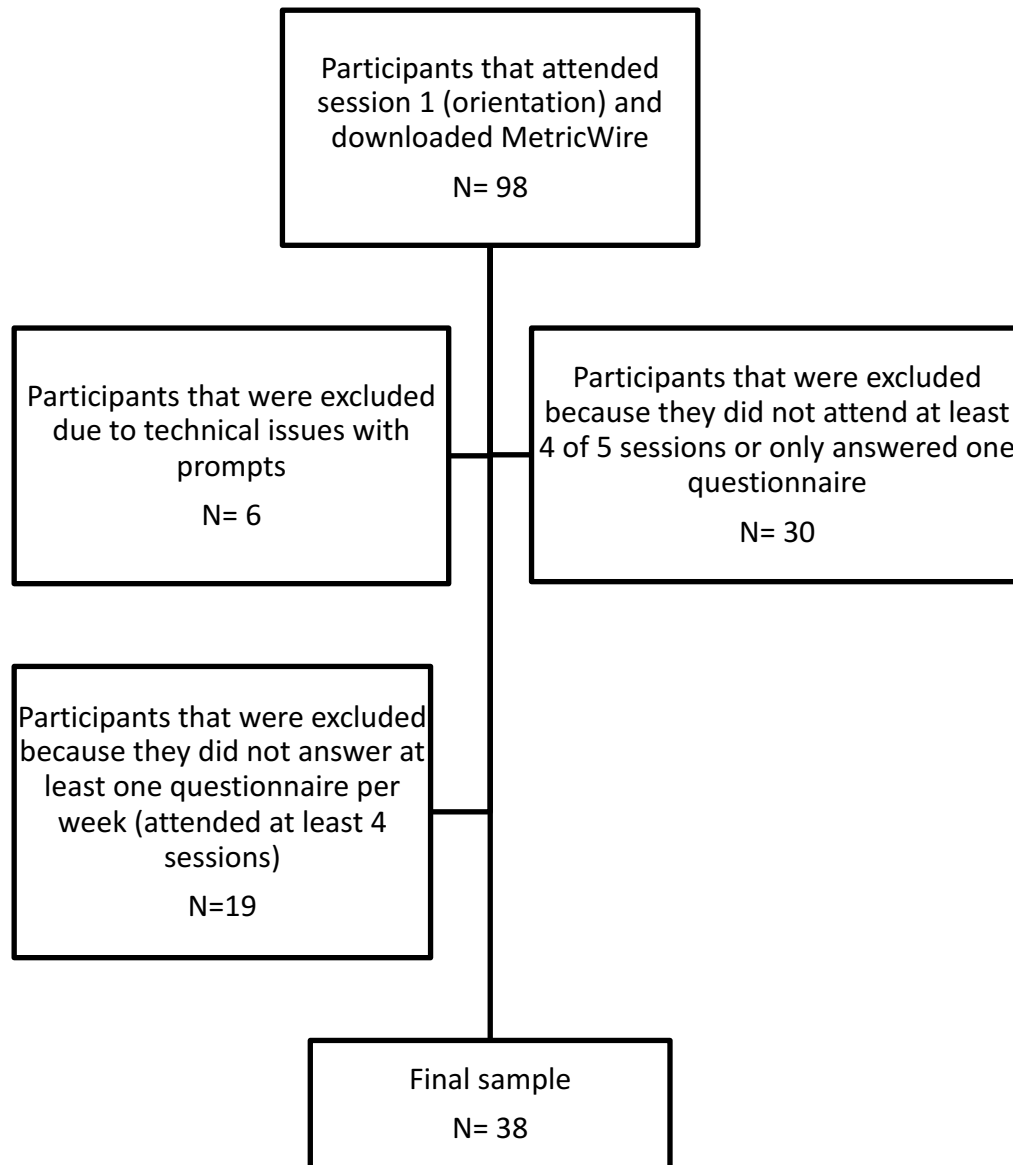 Participants that attended
session 1 (orientation) and
downloaded MetricWire
N= 98
Participants that were excluded
due to technical issues with
prompts
N= 6
Participants that were excluded
because they did not attend at least
4 of 5 sessions or only answered one
questionnaire
N= 30
Participants that were excluded
because they did not answer at
least one questionnaire per
week (attended at least 4
sessions)
N=19
Final sample
N= 38